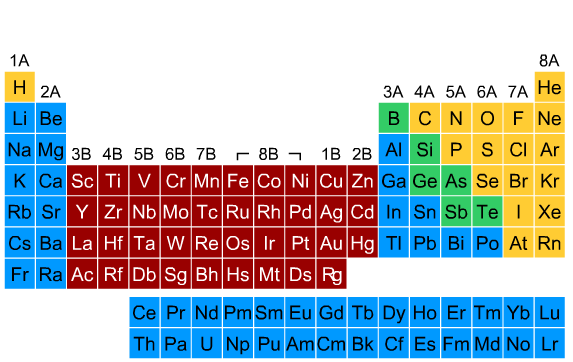 1A 8A
H He
2A 3A 4A 5A 6A 7A
Li Be B C N O F Ne
Na Mg Al Si P S Cl Ar
3B 4B 5B 6B 7B 8B 1B 2B
K Ca Sc Ti V Cr Mn Fe Co Ni Cu Zn Ga Ge As Se Br Kr
Rb Sr Y Zr Nb Mo Tc Ru Rh Pd Ag Cd In Sn Sb Te I Xe
Cs Ba La Hf Ta W Re Os Ir Pt Au Hg Tl Pb Bi Po At Rn
Fr Ra Ac Rf Db Sg Bh Hs Mt Ds Rg
Ce Pr Nd Pm Sm Eu Gd Tb Dy Ho Er Tm Yb Lu
Th Pa U Np Pu Am Cm Bk Cf Es Fm Md No Lr